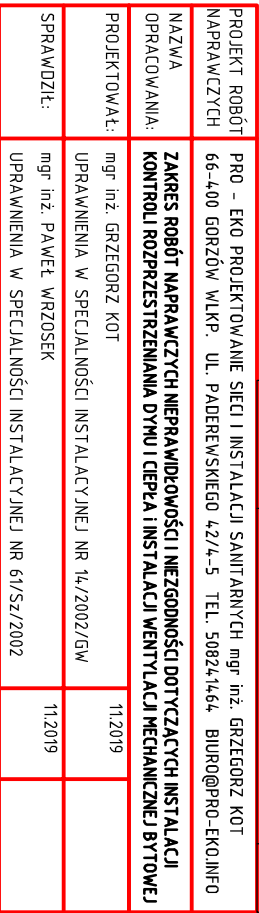 PROJEKT ROBÓT
NAPRAWCZYCH
PRO - EKO PROJEKTOWANIE SIECI I INSTALACJI SANITARNYCH mgr inż. GRZEGORZ KOT
66-400 GORZÓW WLKP. UL. PADEREWSKIEGO 42/4-5 TEL. 508241464 BIURO@PRO-EKO.INFO
NAZWA
OPRACOWANIA:
ZAKRES ROBÓT NAPRAWCZYCH NIEPRAWIDŁOWOŚCI I NIEZGODNOŚCI DOTYCZĄCYCH INSTALACJI
KONTROLI ROZPRZESTRZENIANIA DYMU I CIEPŁA i INSTALACJI WENTYLACJI MECHANICZNEJ BYTOWEJ
PROJEKTOWAŁ:
mgr inż. GRZEGORZ KOT
UPRAWNIENIA W SPECJALNOŚCI INSTALACYJNEJ NR 14/2002/GW
11.2019
SPRAWDZIŁ:
mgr inż. PAWEŁ WRZOSEK
UPRAWNIENIA W SPECJALNOŚCI INSTALACYJNEJ NR 61/Sz/2002
11.2019